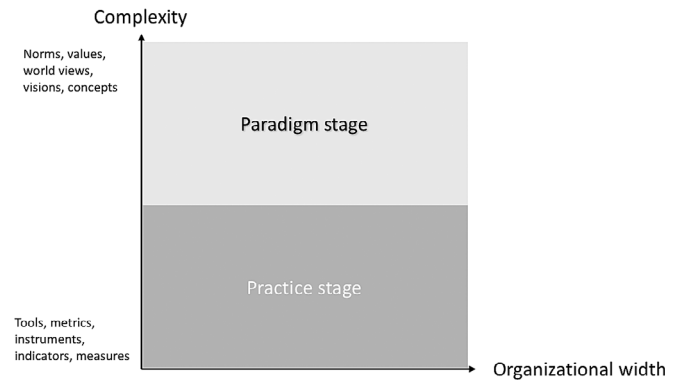 Complexity
Norms, values,
world views,
visions, concepts
Paradigm stage
Practice stage
Tools, metrics,
instruments,
indicators, measures
Organizational width